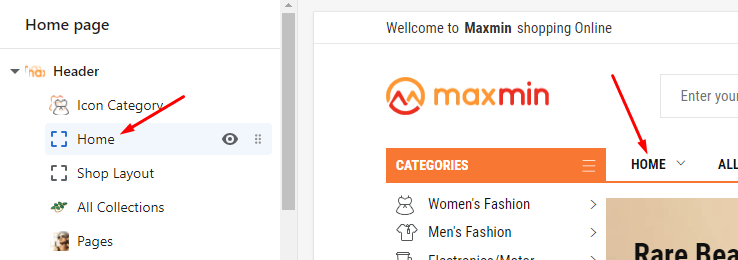 Home page
Header
Icon Category
Home
Shop Layout
All Collections
Pages
Wellcome to Maxmin shopping Online
maxmin
Enter your
CATEGORIES
HOME
ALL
Women's Fashion
Men's Fashion
Electronics/Motor
Rare Bea